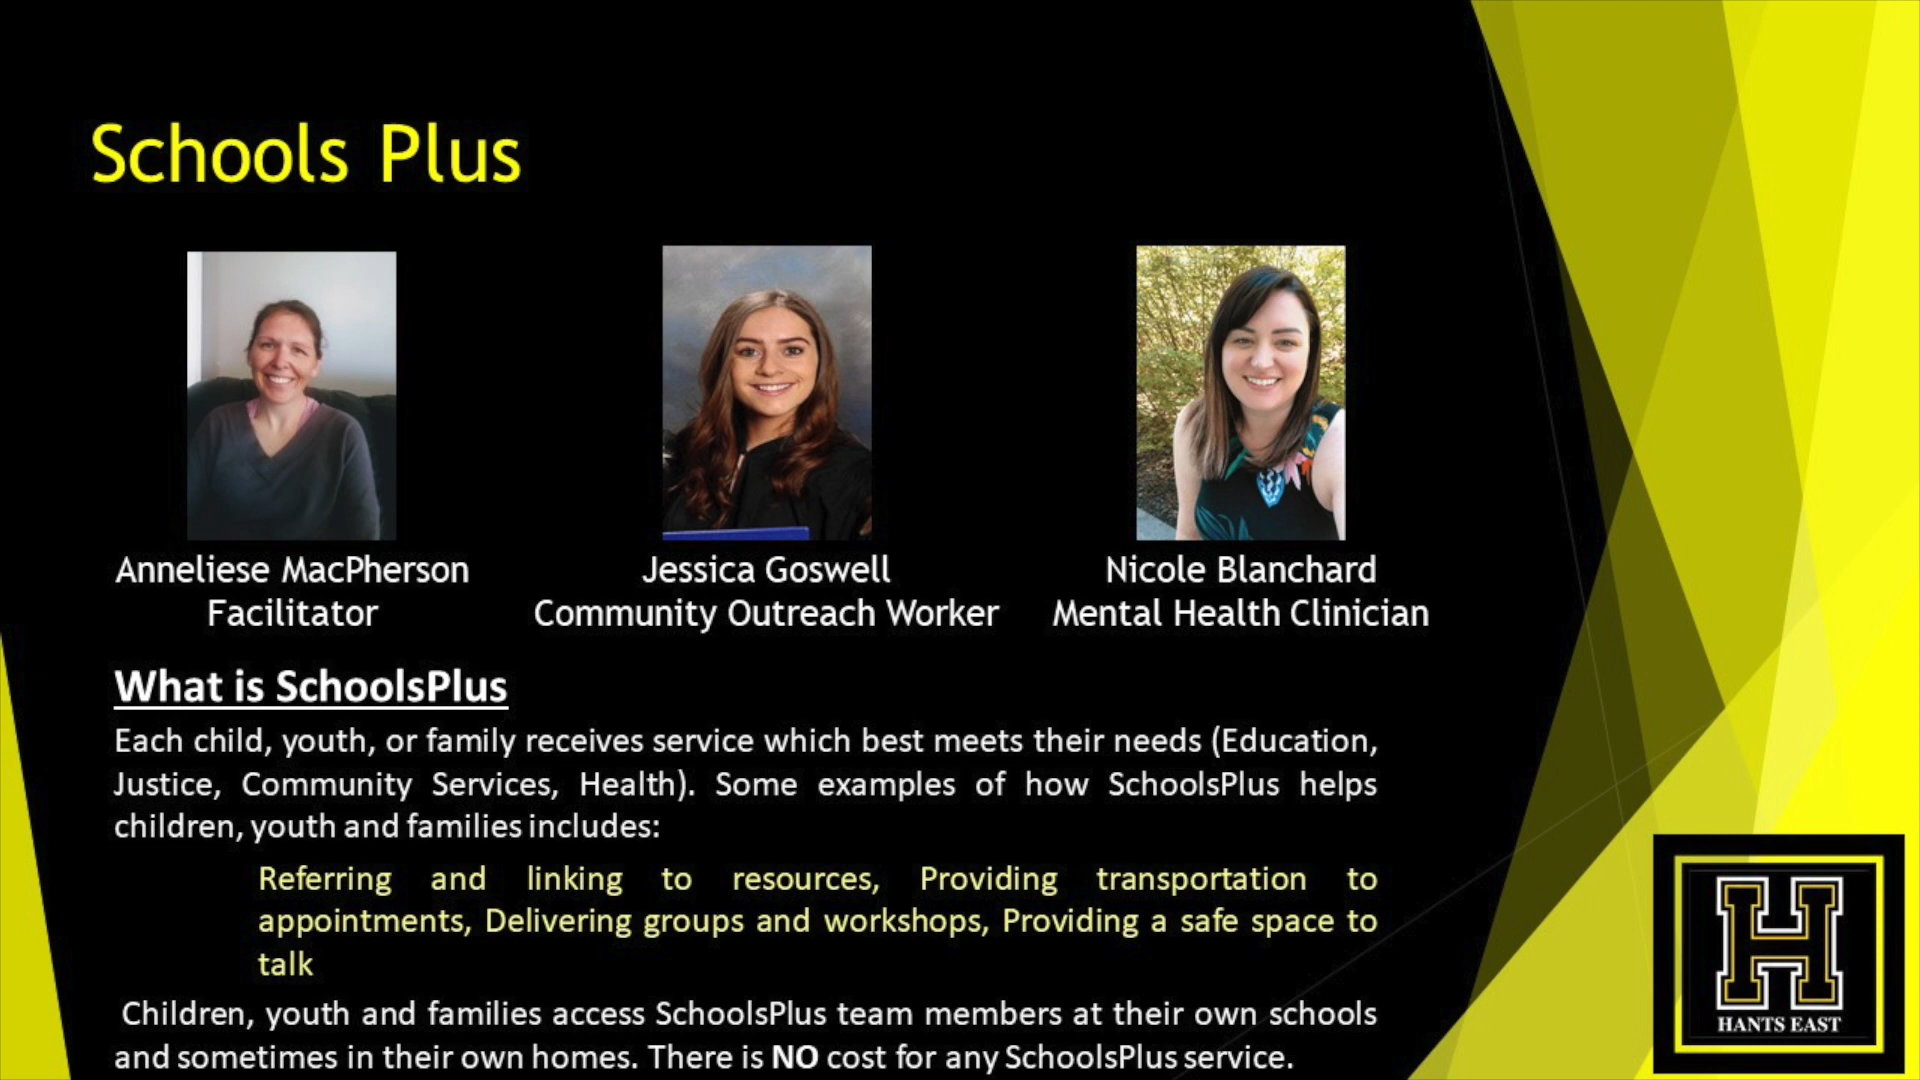 Schools Plus
Anneliese MacPherson
Facilitator
Jessica Goswell
Community Outreach Worker
Nicole Blanchard
Mental Health Clinician
What is SchoolsPlus
Each child, youth, or family receives service which best meets their needs (Education,
Justice, Community Services, Health). Some examples of how SchoolsPlus helps
children, youth and families includes:
Referring and linking to resources, Providing transportation to
appointments, Delivering groups and workshops, Providing a safe space to
talk
Children, youth and families access SchoolsPlus team members at their own schools
and sometimes in their own homes. There is NO cost for any SchoolsPlus service.
H
HANTS EAST